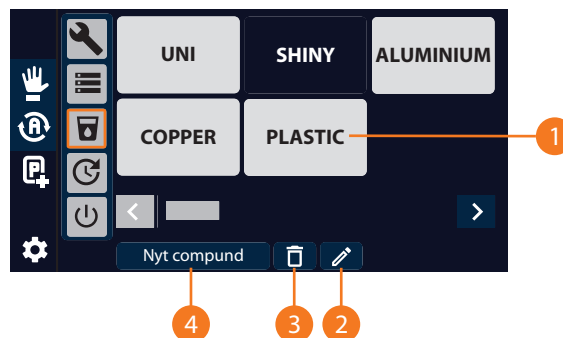 UNI SHINY ALUMINIUM
A
COPPER PLASTIC
1
P
Nyt compund
4 3 2